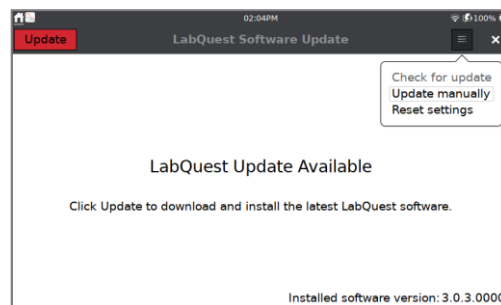 02:04PM
100%
Update
LabQuest Software Update
Check for update
Update manually
Reset settings
LabQuest Update Available
Click Update to download and install the latest LabQuest software.
Installed software version: 3.0.3.0000